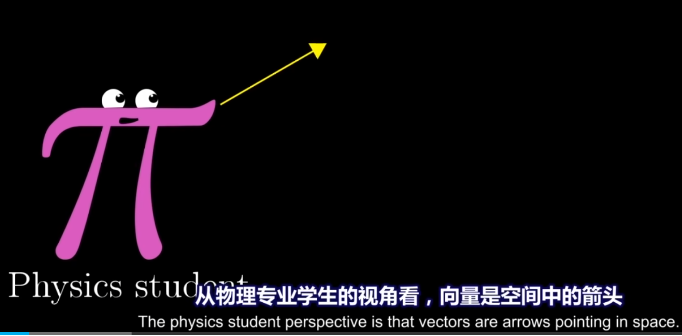 Physics student
从物理专业学生的视角看，向量是空间中的箭头
The physics student perspective is that vectors are arrows pointing in space.